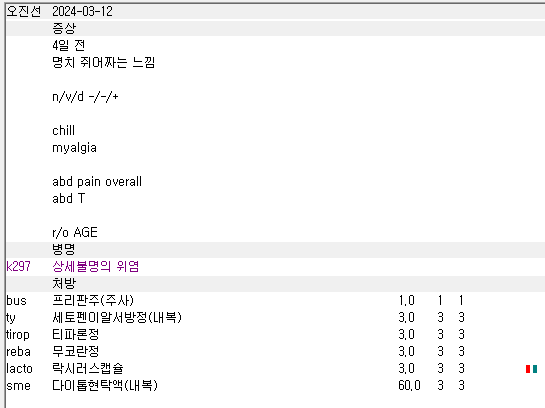 오진선 2024-03-12
증상
4일 전
명치 쥐어짜는 느낌
n/v/d -/-/+
chill
myalgia
abd pain overall
abd T
r/o AGE
병명
k297 상세불명의 위염
처방
bus 프리판주(주사) 1.0 1 1
ty 세토펜이알서방정(내복) 3.0 3 3
tirop 티파론정 3.0 3 3
reba 무코란정 3.0 3 3
lacto 락시러스캡슐 3.0 3 3
sme 다이톱현탁액(내복) 60.0 3 3